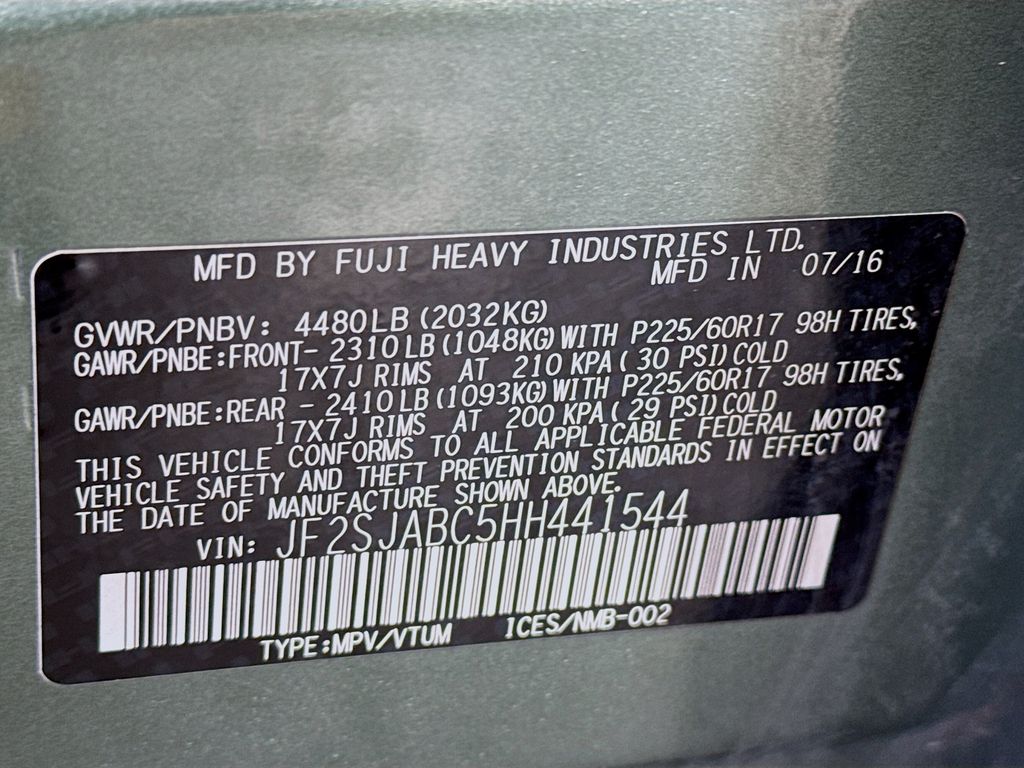 MFD BY FUJI HEAVY INDUSTRIES LTD.
MFD IN 07/16
GVWR/PNBV: 4480LB (2032KG)
GAWR/PNBE:FRONT- 2310LB (1048KG) WITH P225/60R17 98H TIRES,
17X7J RIMS AT 210 KPA ( 30 PSI) COLD
GAWR/PNBE:REAR - 2410LB (1093KG) WITH P225/60R17 98H TIRES,
17X7J RIMS AT 200 KPA ( 29 PSI) COLD
THIS VEHICLE CONFORMS TO ALL APPLICABLE FEDERAL MOTOR
VEHICLE SAFETY AND THEFT PREVENTION STANDARDS IN EFFECT ON
THE DATE OF MANUFACTURE SHOWN ABOVE.
VIN: JF2SJABC5HH441544
TYPE:MPV/VTUM ICES/NMB-002